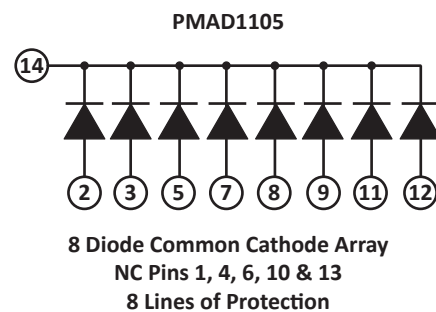 PMAD1105
14
2 3 5 7 8 9 11 12
8 Diode Common Cathode Array
NC Pins 1, 4, 6, 10 & 13
8 Lines of Protection